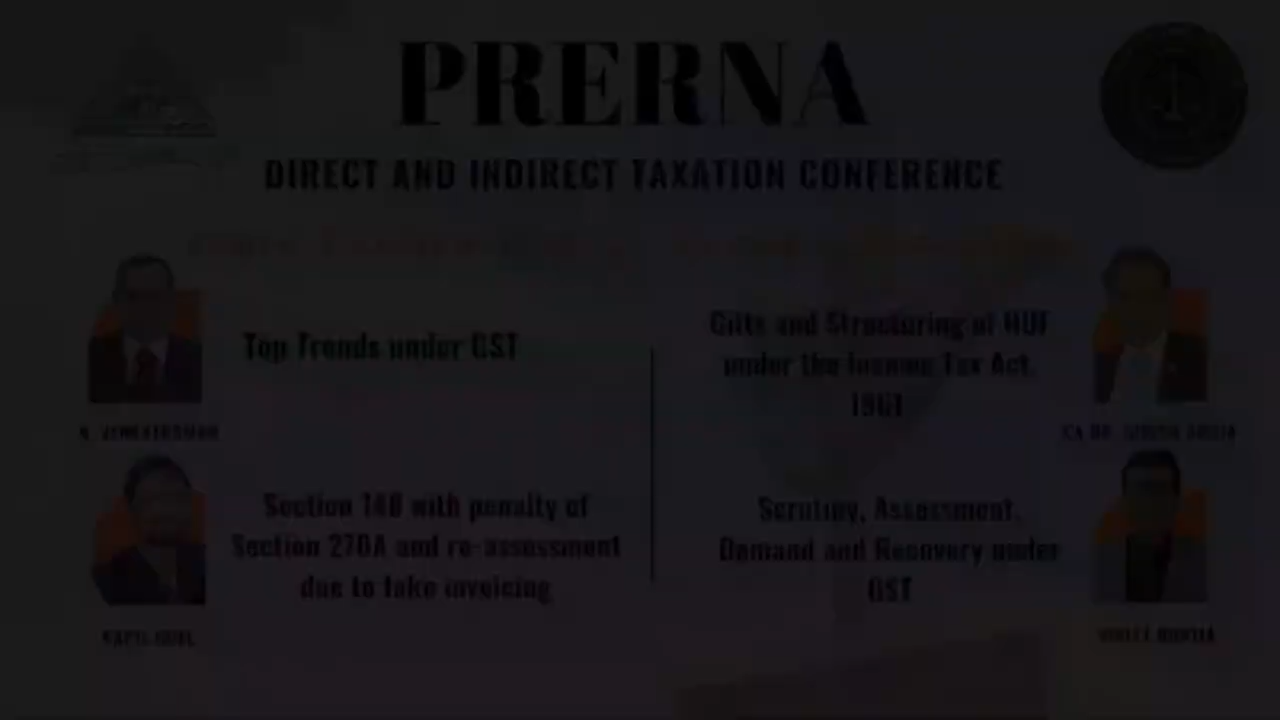 PRERNA
DIRECT AND INDIRECT TAXATION CONFERENCE
Top Trends under GST
Gifts and Structuring of HUF
under the Income Tax Act,
1961
Section 148 with penalty of
Section 270A and re-assessment
due to fake invoicing
Scrutiny, Assessment,
Demand and Recovery under
GST
KAPIL GOEL